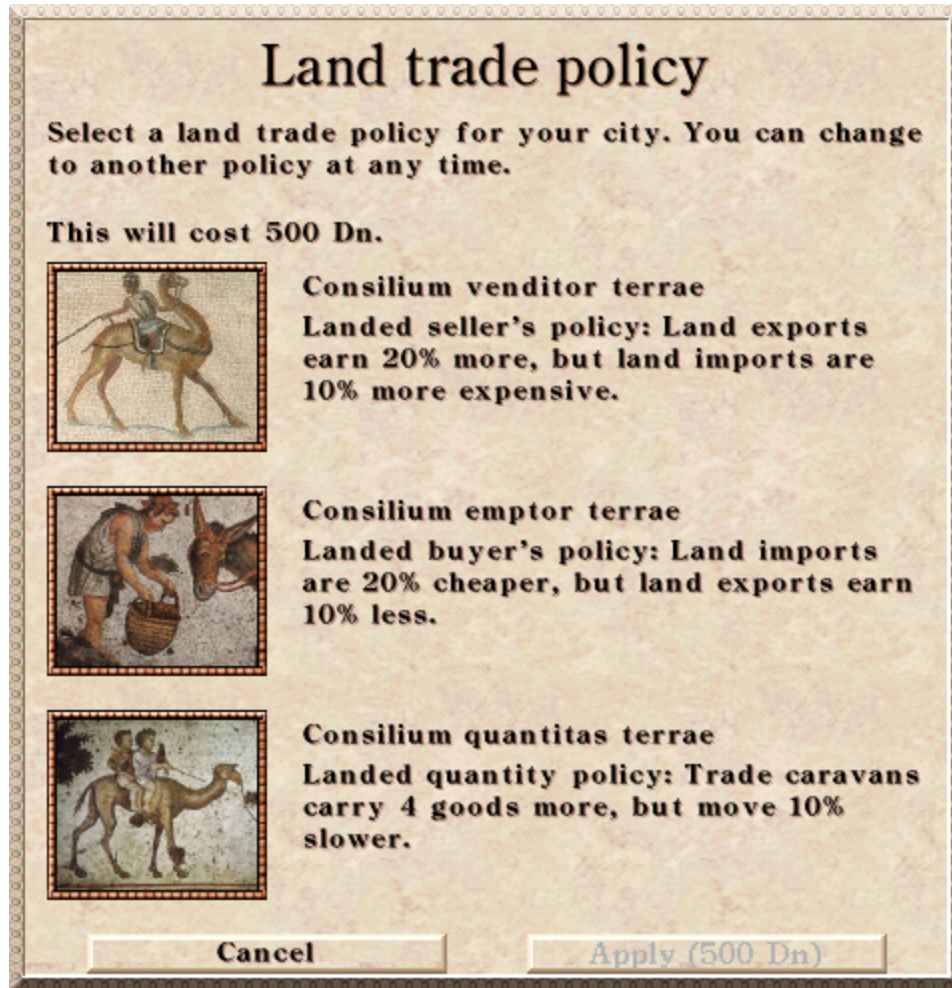 Land trade policy
Select a land trade policy for your city. You can change
to another policy at any time.
This will cost 500 Dn.
Consilium venditor terrae
Landed seller's policy: Land exports
earn 20% more, but land imports are
10% more expensive.
Consilium emptor terrae
Landed buyer's policy: Land imports
are 20% cheaper, but land exports earn
10% less.
Consilium quantitas terrae
Landed quantity policy: Trade caravans
carry 4 goods more, but move 10%
slower.
Cancel
Apply (500 Dn)